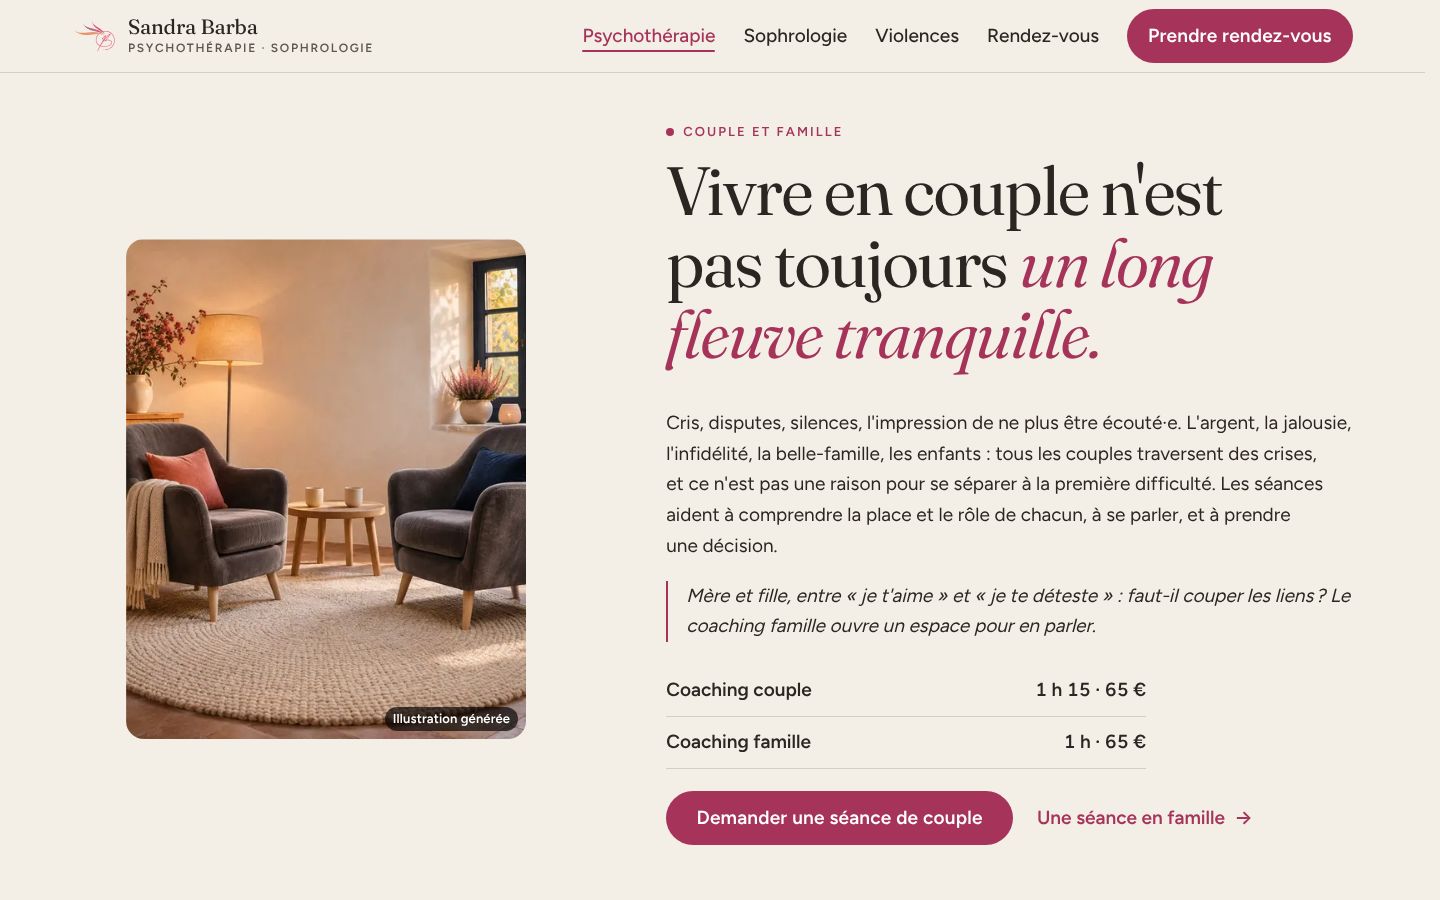 Sandra Barba
PSYCHOTHÉRAPIE · SOPHROLOGIE
Psychothérapie
Sophrologie
Violences
Rendez-vous
Prendre rendez-vous
COUPLE ET FAMILLE
Vivre en couple n'est
pas toujours un long
fleuve tranquille.
Cris, disputes, silences, l'impression de ne plus être écouté·e. L'argent, la jalousie,
l'infidélité, la belle-famille, les enfants : tous les couples traversent des crises,
et ce n'est pas une raison pour se séparer à la première difficulté. Les séances
aident à comprendre la place et le rôle de chacun, à se parler, et à prendre
une décision.
Mère et fille, entre « je t'aime » et « je te déteste » : faut-il couper les liens ? Le
coaching famille ouvre un espace pour en parler.
Coaching couple 1 h 15 · 65 €
Coaching famille 1 h · 65 €
Demander une séance de couple
Une séance en famille →
Illustration générée